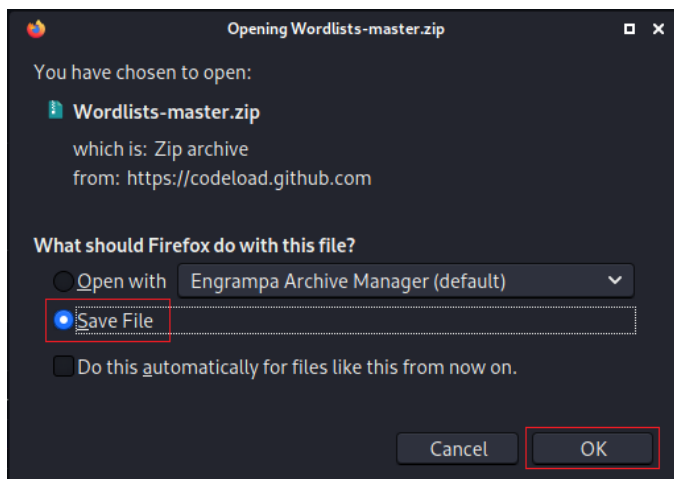 Opening Wordlists-master.zip
You have chosen to open:
Wordlists-master.zip
which is: Zip archive
from: https://codeload.github.com
What should Firefox do with this file?
Open with Engrampa Archive Manager (default)
Save File
Do this automatically for files like this from now on.
Cancel OK